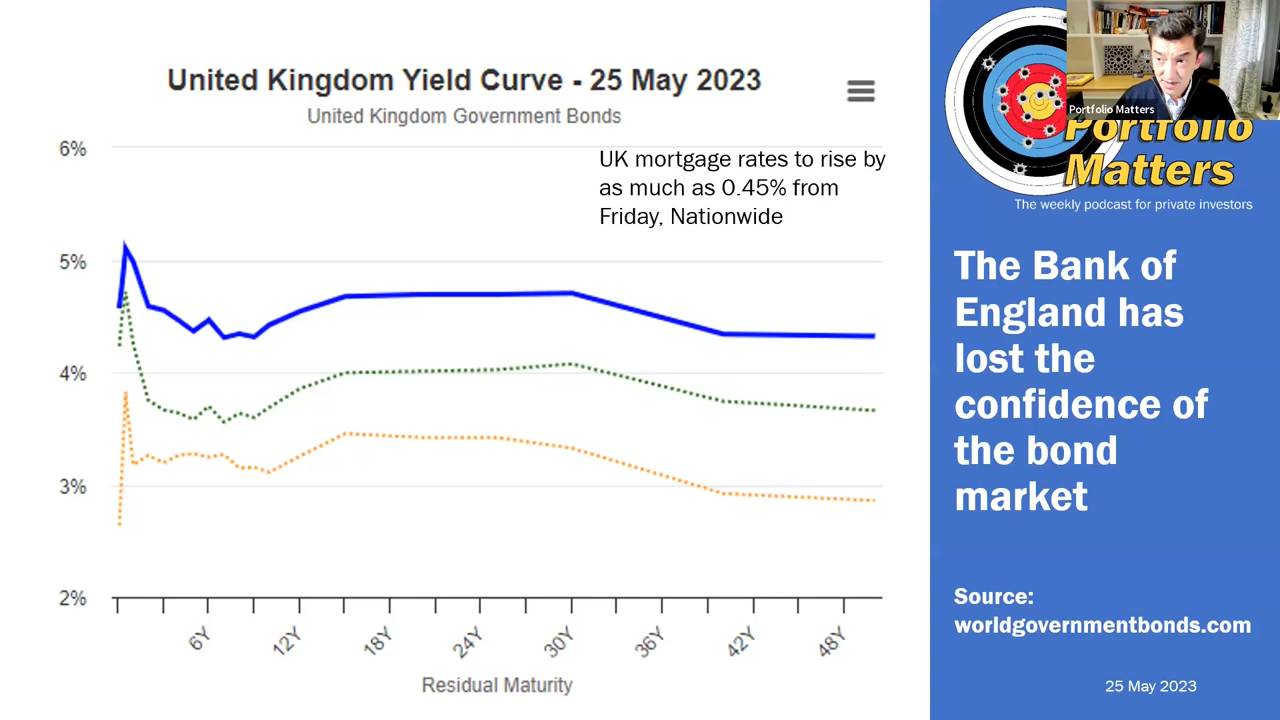 United Kingdom Yield Curve - 25 May 2023
United Kingdom Government Bonds
UK mortgage rates to rise by
as much as 0.45% from
Friday, Nationwide
6%
5%
4%
3%
2%
6Y
12Y
18Y
24Y
30Y
36Y
42Y
48Y
Residual Maturity
Portfolio Matters
Portfolio
Matters
The weekly podcast for private investors
The Bank of
England has
lost the
confidence of
the bond
market
Source:
worldgovernmentbonds.com
25 May 2023